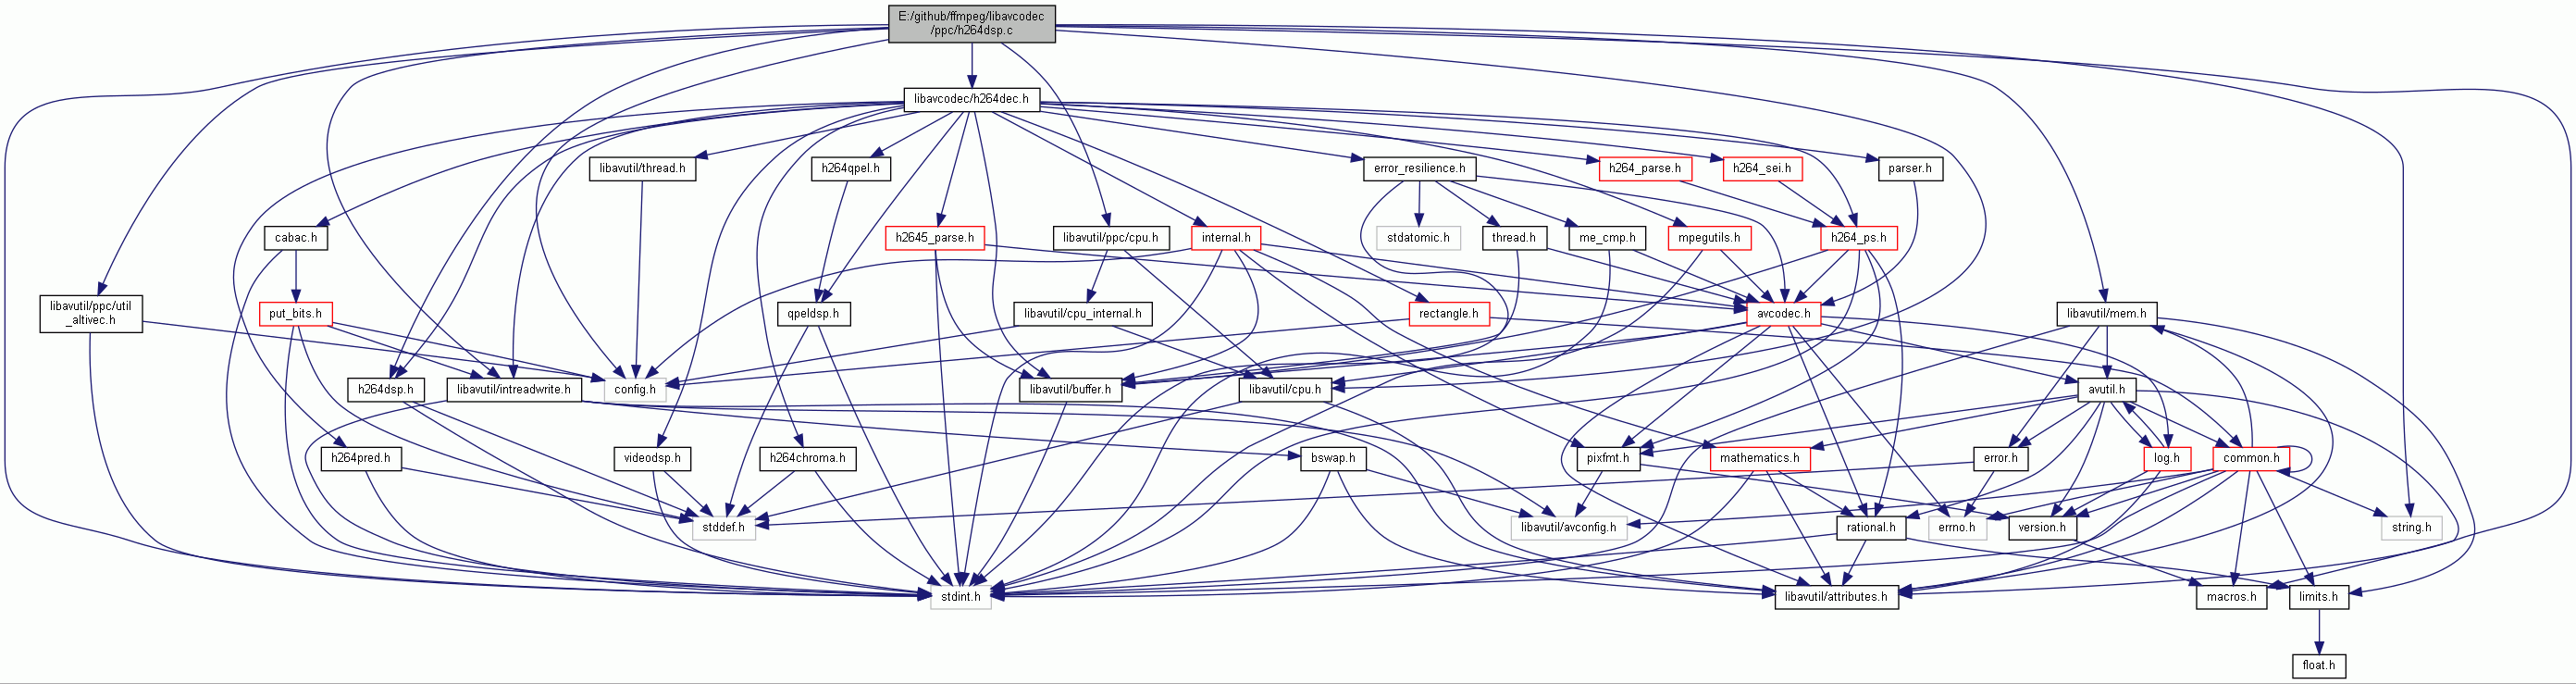 E:/github/ffmpeg/libavcodec
/ppc/h264dsp.c
libavcodec/h264dec.h
libavutil/thread.h
h264qpel.h
error_resilience.h
h264_parse.h
h264_sei.h
parser.h
cabac.h
h2645_parse.h
libavutil/ppc/cpu.h
internal.h
stdatomic.h
thread.h
me_cmp.h
mpegutils.h
h264_ps.h
libavutil/ppc/util
_altivec.h
put_bits.h
qpeldsp.h
libavutil/cpu_internal.h
rectangle.h
avcodec.h
libavutil/mem.h
h264dsp.h
libavutil/intreadwrite.h
config.h
libavutil/buffer.h
libavutil/cpu.h
avutil.h
h264pred.h
videodsp.h
h264chroma.h
bswap.h
pixfmt.h
mathematics.h
error.h
log.h
common.h
stddef.h
libavutil/avconfig.h
rational.h
errno.h
version.h
string.h
stdint.h
libavutil/attributes.h
macros.h
limits.h
float.h